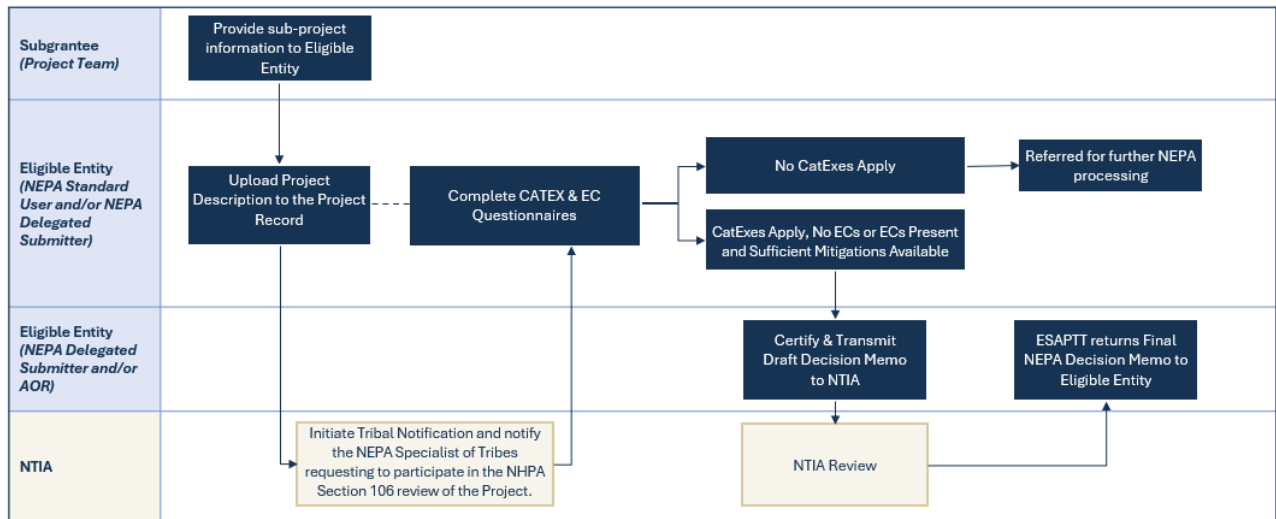 Subgrantee
(Project Team)
Provide sub-project
information to Eligible
Entity
Eligible Entity
(NEPA Standard
User and/or NEPA
Delegated
Submitter)
Upload Project
Description to the Project
Record
Complete CATEX & EC
Questionnaires
No CatExes Apply
Referred for further NEPA
processing
CatExes Apply, No ECs or ECs Present
and Sufficient Mitigations Available
Eligible Entity
(NEPA Delegated
Submitter and/or
AOR)
Certify & Transmit
Draft Decision Memo
to NTIA
ESAPTT returns Final
NEPA Decision Memo to
Eligible Entity
NTIA
Initiate Tribal Notification and notify
the NEPA Specialist of Tribes
requesting to participate in the NHPA
Section 106 review of the Project.
NTIA Review